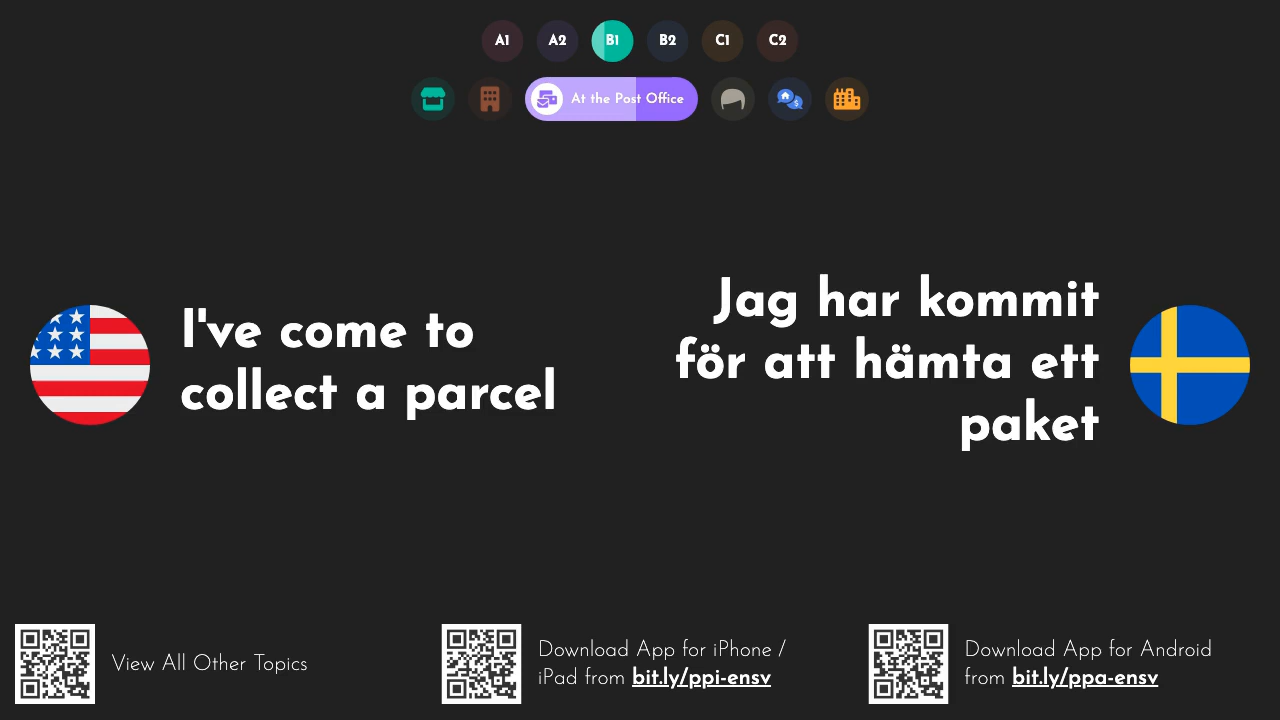 A1 A2 B1 B2 C1 C2
At the Post Office
I've come to
collect a parcel
Jag har kommit
för att hämta ett
paket
View All Other Topics
Download App for iPhone /
iPad from bit.ly/ppi-ensv
Download App for Android
from bit.ly/ppa-ensv